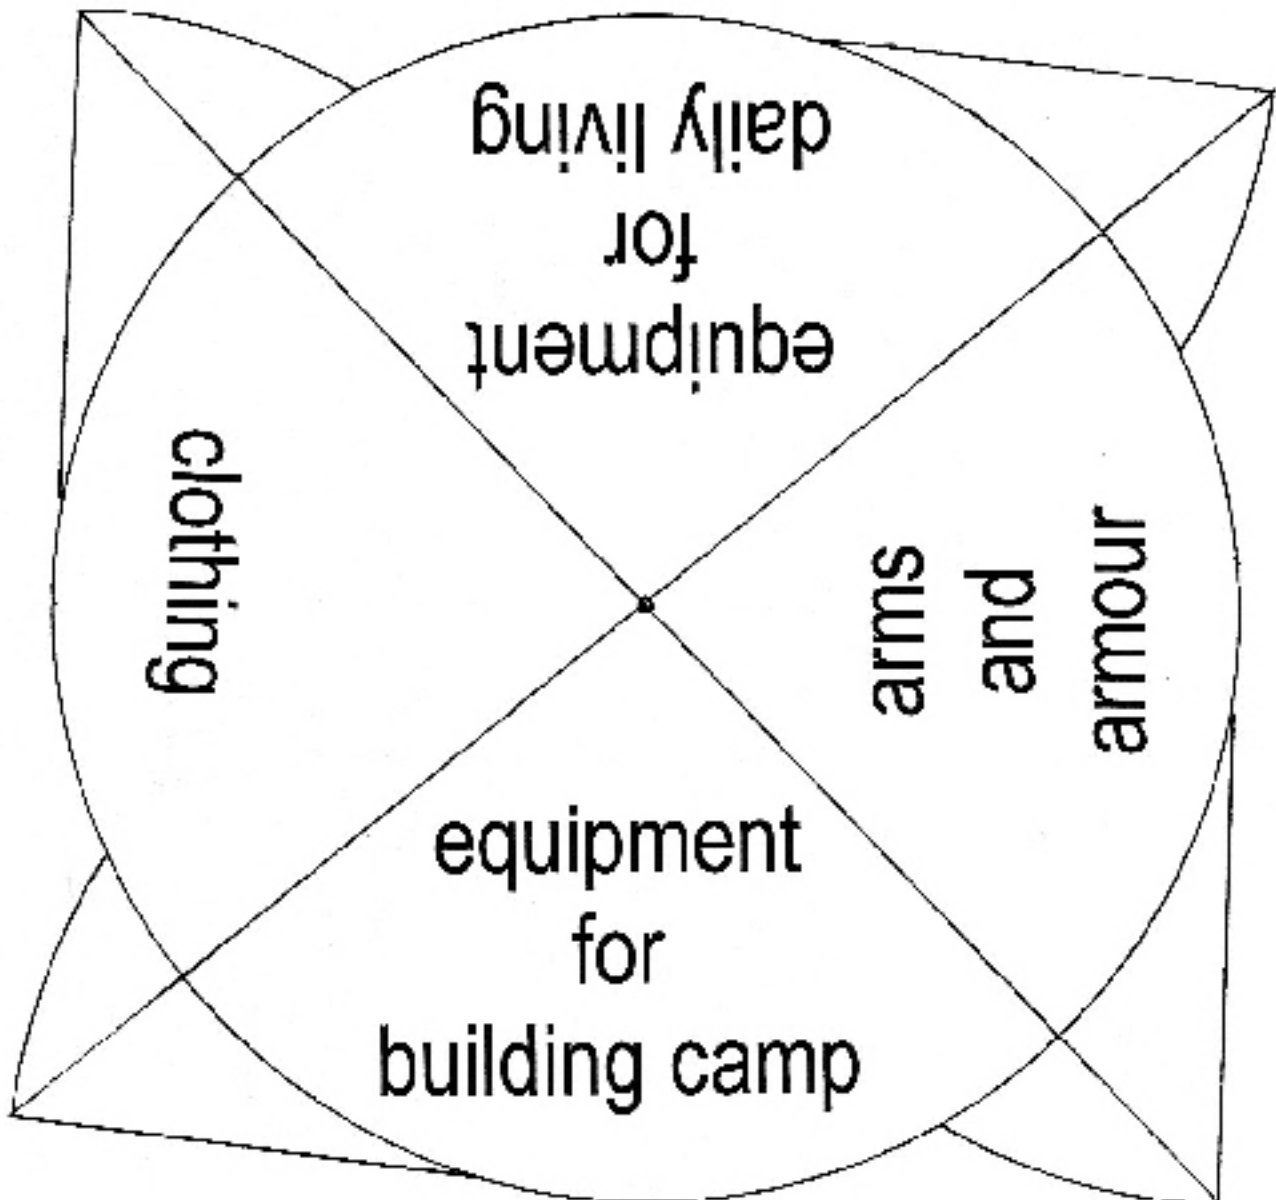 equipment
for
daily living
clothing
arms
and
armour
equipment
for
building camp